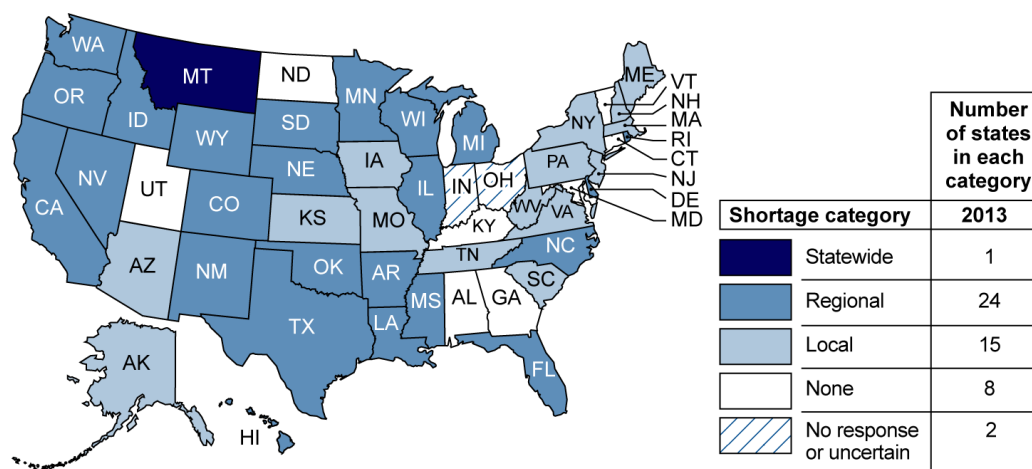 WA
MT
ND
MN
ME
VT
NH
MA
RI
CT
NJ
DE
MD
OR
ID
WY
SD
WI
MI
NY
NV
UT
CO
NE
IA
IL
IN
OH
PA
CA
KS
MO
KY
WV
VA
AZ
NM
OK
AR
TN
NC
SC
TX
LA
MS
AL
GA
FL
AK
HI
Number
of states
in each
category
Shortage category 2013
Statewide 1
Regional 24
Local 15
None 8
No response
or uncertain 2